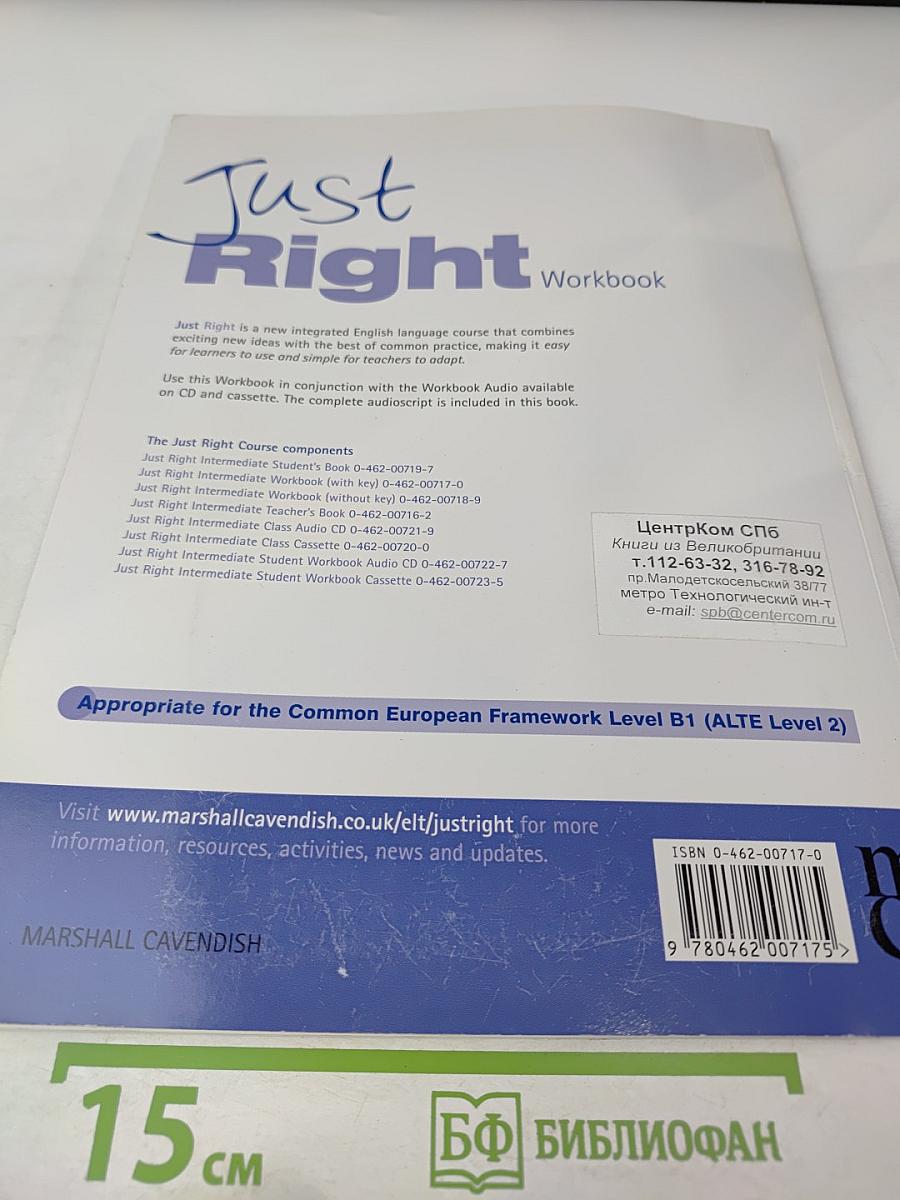 Just
Right Workbook
Just Right is a new integrated English language course that combines
exciting new ideas with the best of common practice, making it easy
for learners to use and simple for teachers to adapt.
Use this Workbook in conjunction with the Workbook Audio available
on CD and cassette. The complete audioscript is included in this book.
The Just Right Course components
Just Right Intermediate Student's Book 0-462-00719-7
Just Right Intermediate Workbook (with key) 0-462-00717-0
Just Right Intermediate Workbook (without key) 0-462-00718-9
Just Right Intermediate Teacher's Book 0-462-00716-2
Just Right Intermediate Class Audio CD 0-462-00721-9
Just Right Intermediate Class Cassette 0-462-00720-0
Just Right Intermediate Student Workbook Audio CD 0-462-00722-7
Just Right Intermediate Student Workbook Cassette 0-462-00723-5
ЦентрКом СПб
Книги из Великобритании
т.112-63-32, 316-78-92
пр.Малодетскосельский 38/77
метро Технологический ин-т
e-mail: spb@centercom.ru
Appropriate for the Common European Framework Level B1 (ALTE Level 2)
Visit www.marshallcavendish.co.uk/elt/justright for more
information, resources, activities, news and updates.
MARSHALL CAVENDISH
ISBN 0-462-00717-0
9 780462 007175 >
15 см
БФ БИБЛИОФАН